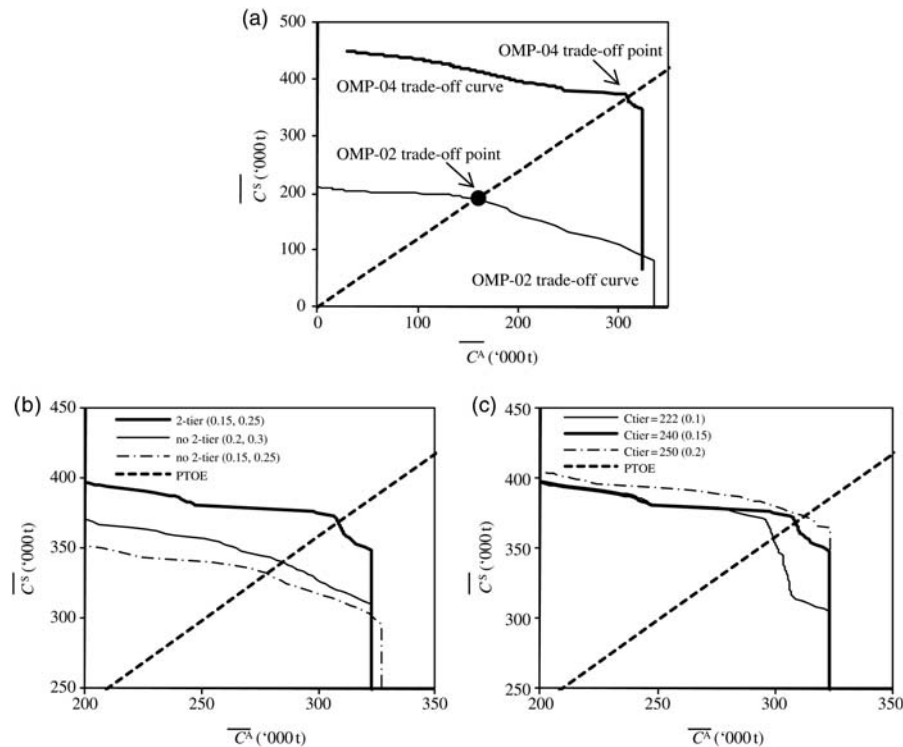 (a)
500
400
300
200
100
0
OMP-04 trade-off point
OMP-04 trade-off curve
OMP-02 trade-off point
OMP-02 trade-off curve
0 100 200 300
C^S ('000 t)
C^A ('000 t)
(b)
450
400
350
300
250
2-tier (0.15, 0.25)
no 2-tier (0.2, 0.3)
no 2-tier (0.15, 0.25)
PTOE
200 250 300 350
C^S ('000 t)
C^A ('000 t)
(c)
450
400
350
300
250
Ctier=222 (0.1)
Ctier=240 (0.15)
Ctier=250 (0.2)
PTOE
200 250 300 350
C^S ('000 t)
C^A ('000 t)